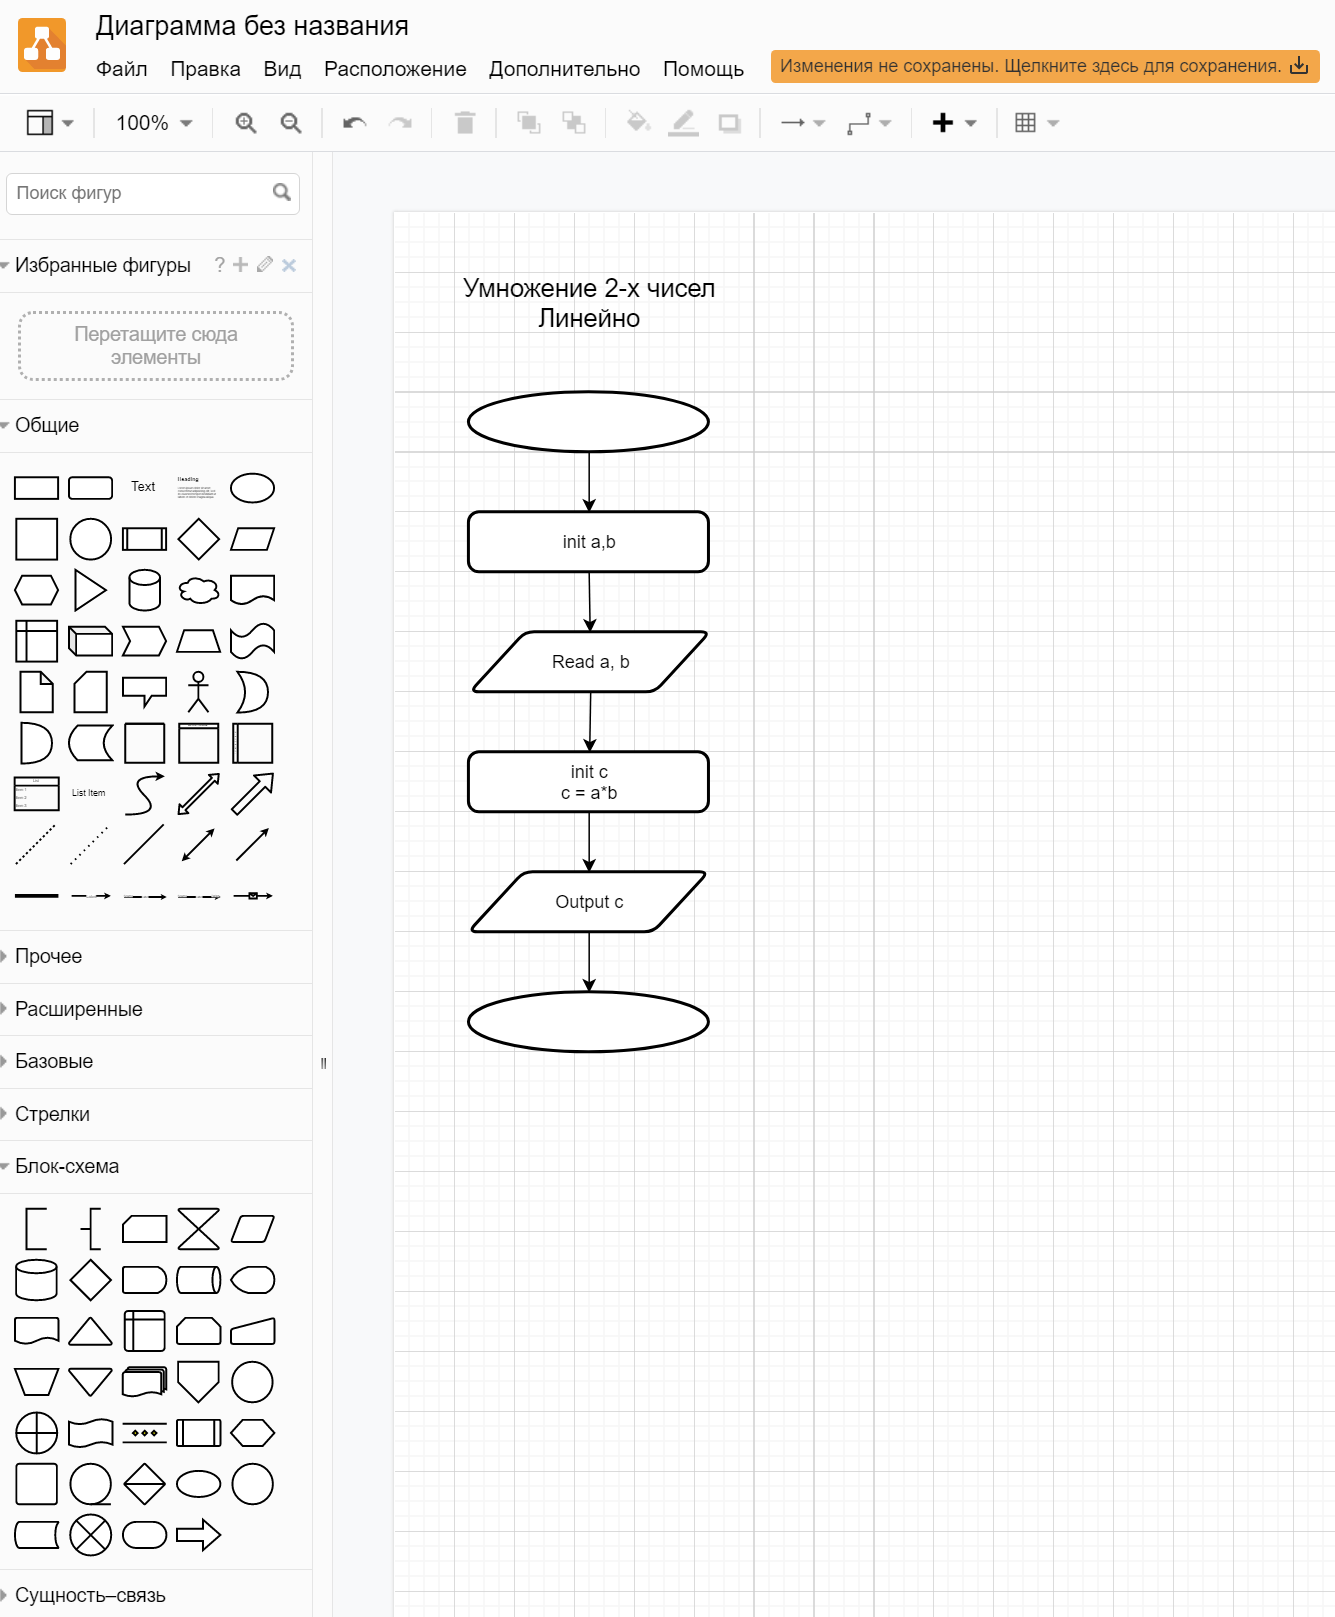 Диаграмма без названия
Файл Правка Вид Расположение Дополнительно Помощь
Изменения не сохранены. Щелкните здесь для сохранения.
100%
Поиск фигур
Избранные фигуры ?
Перетащите сюда
элементы
Общие
Text
Heading
List Item
Прочее
Расширенные
Базовые
Стрелки
Блок-схема
Сущность–связь
Умножение 2-х чисел
Линейно
init a,b
Read a, b
init c
c = a*b
Output c